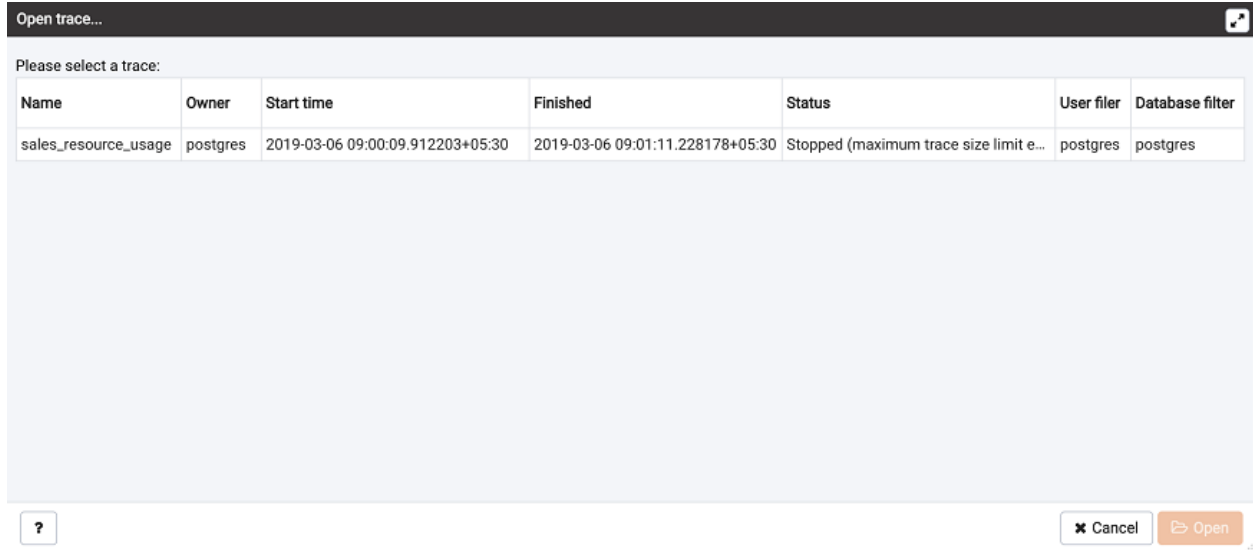 Open trace...
Please select a trace:
Name Owner Start time Finished Status User filer Database filter
sales_resource_usage postgres 2019-03-06 09:00:09.912203+05:30 2019-03-06 09:01:11.228178+05:30 Stopped (maximum trace size limit e... postgres postgres
? Cancel Open